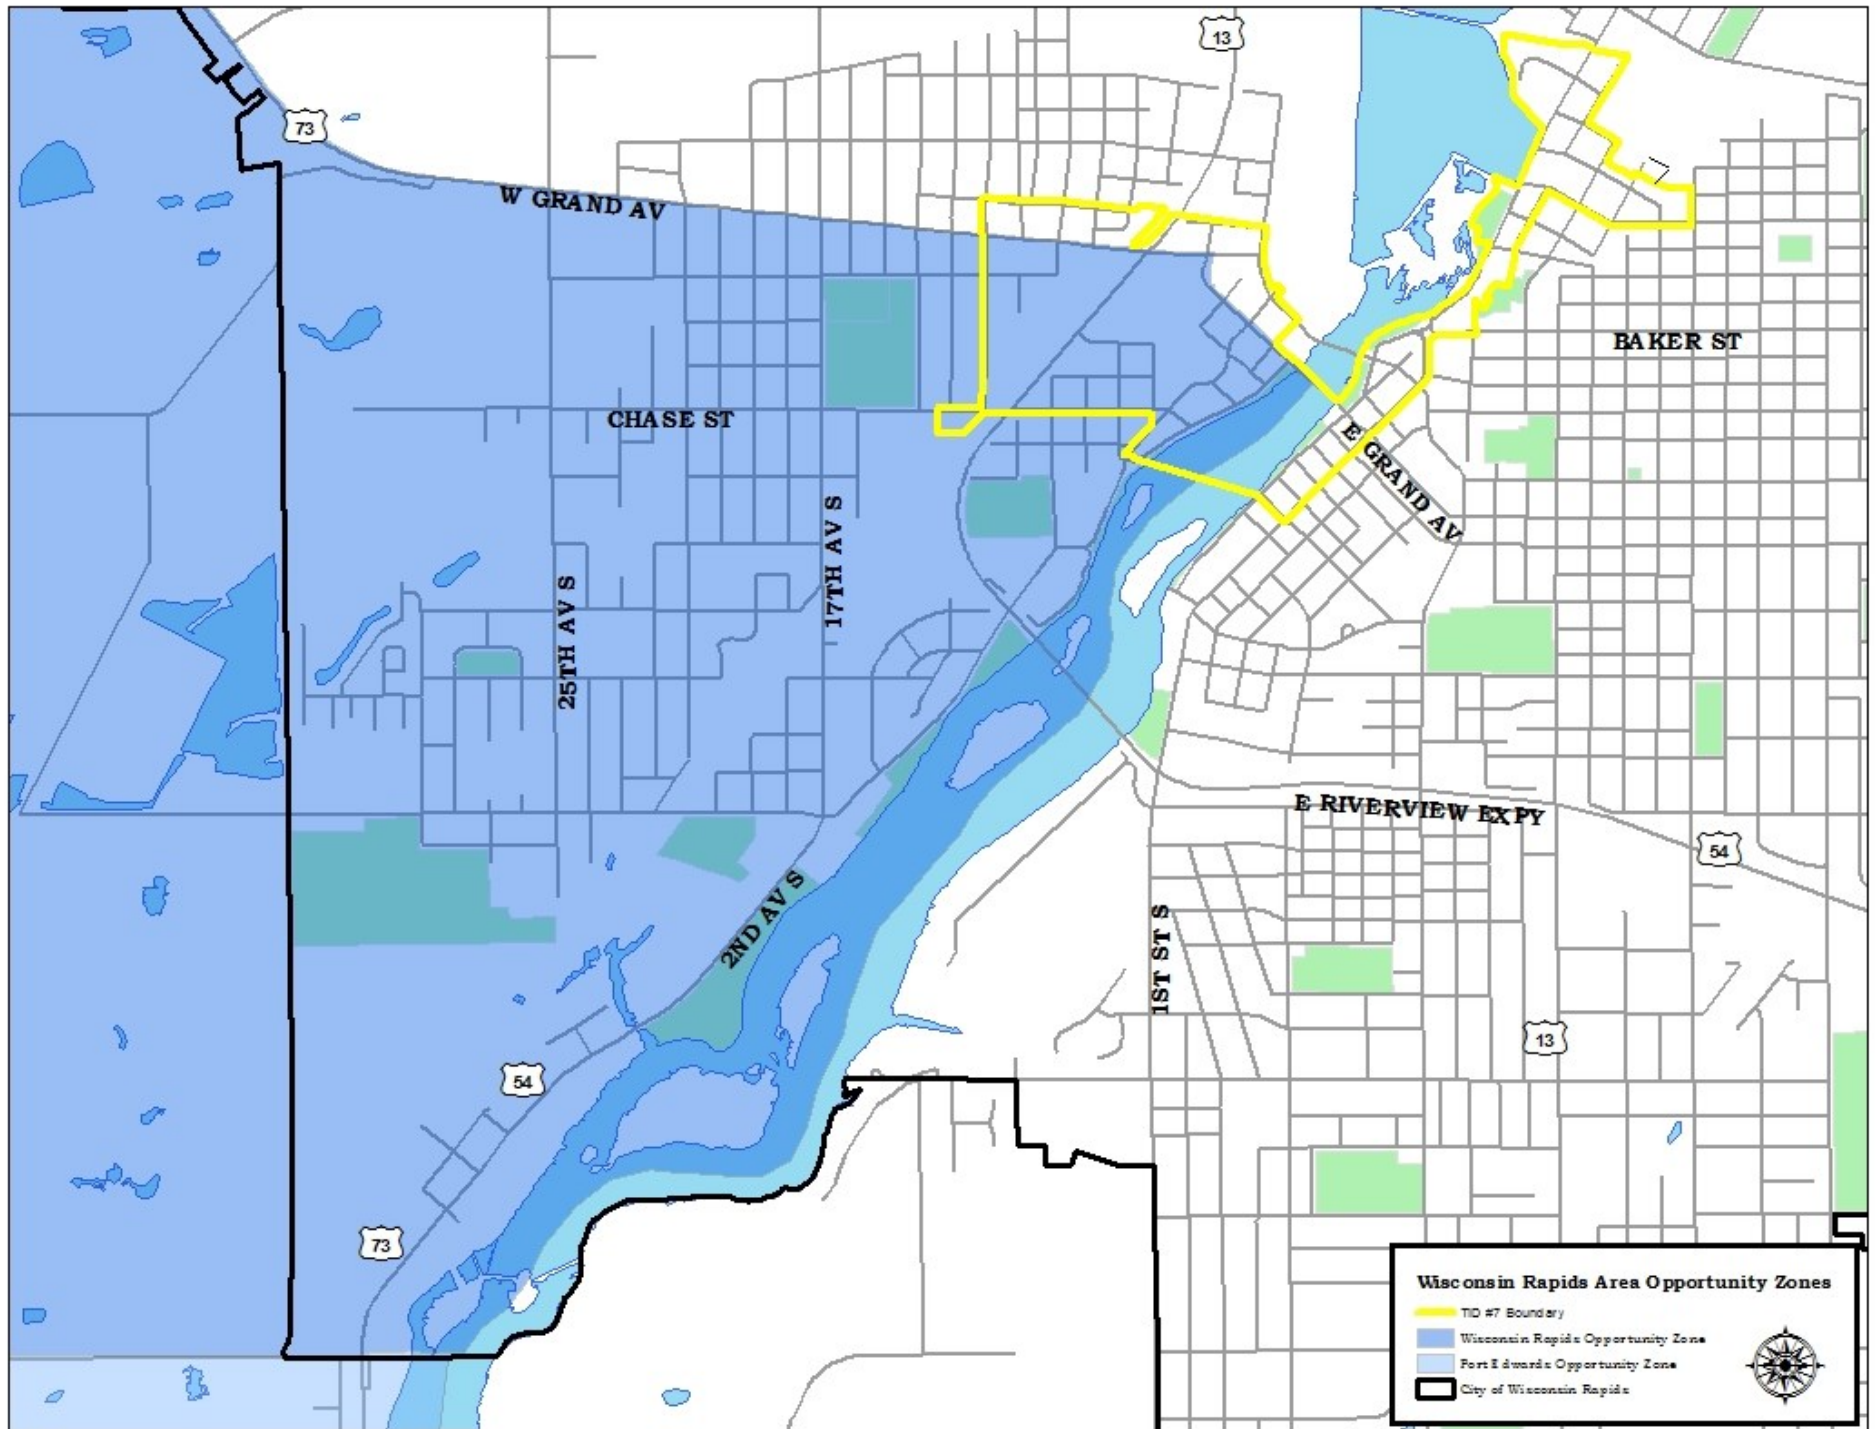 13
73
W GRAND AV
BAKER ST
CHASE ST
E GRAND AV
17TH AV S
25TH AV S
E RIVERVIEW EXPY
54
2ND AV S
1ST ST S
13
54
73
Wisconsin Rapids Area Opportunity Zones
TID #7 Boundary
Wisconsin Rapids Opportunity Zone
Port Edwards Opportunity Zone
City of Wisconsin Rapids